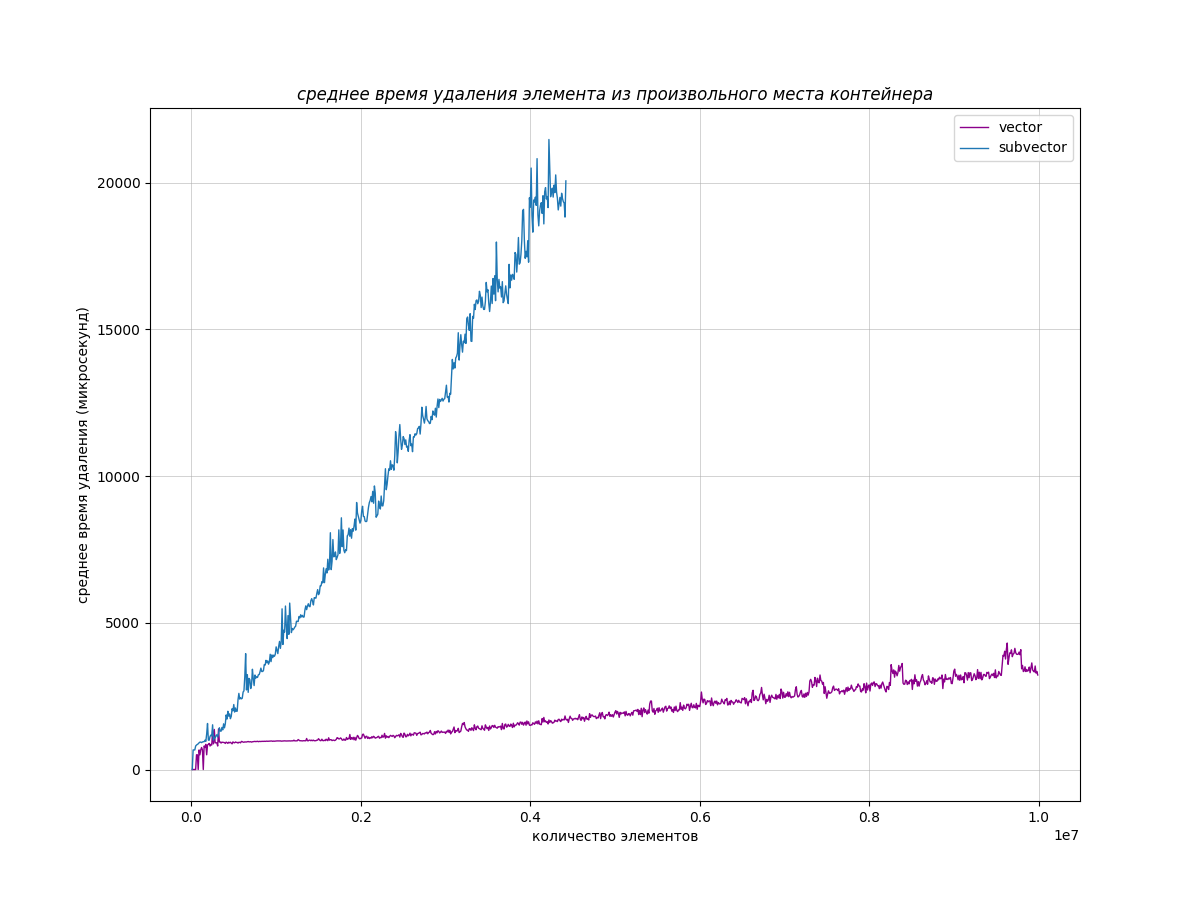 среднее время удаления элемента из произвольного места контейнера
vector
subvector
среднее время удаления (микросекунд)
20000
15000
10000
5000
0
0.0 0.2 0.4 0.6 0.8 1.0
1e7
количество элементов